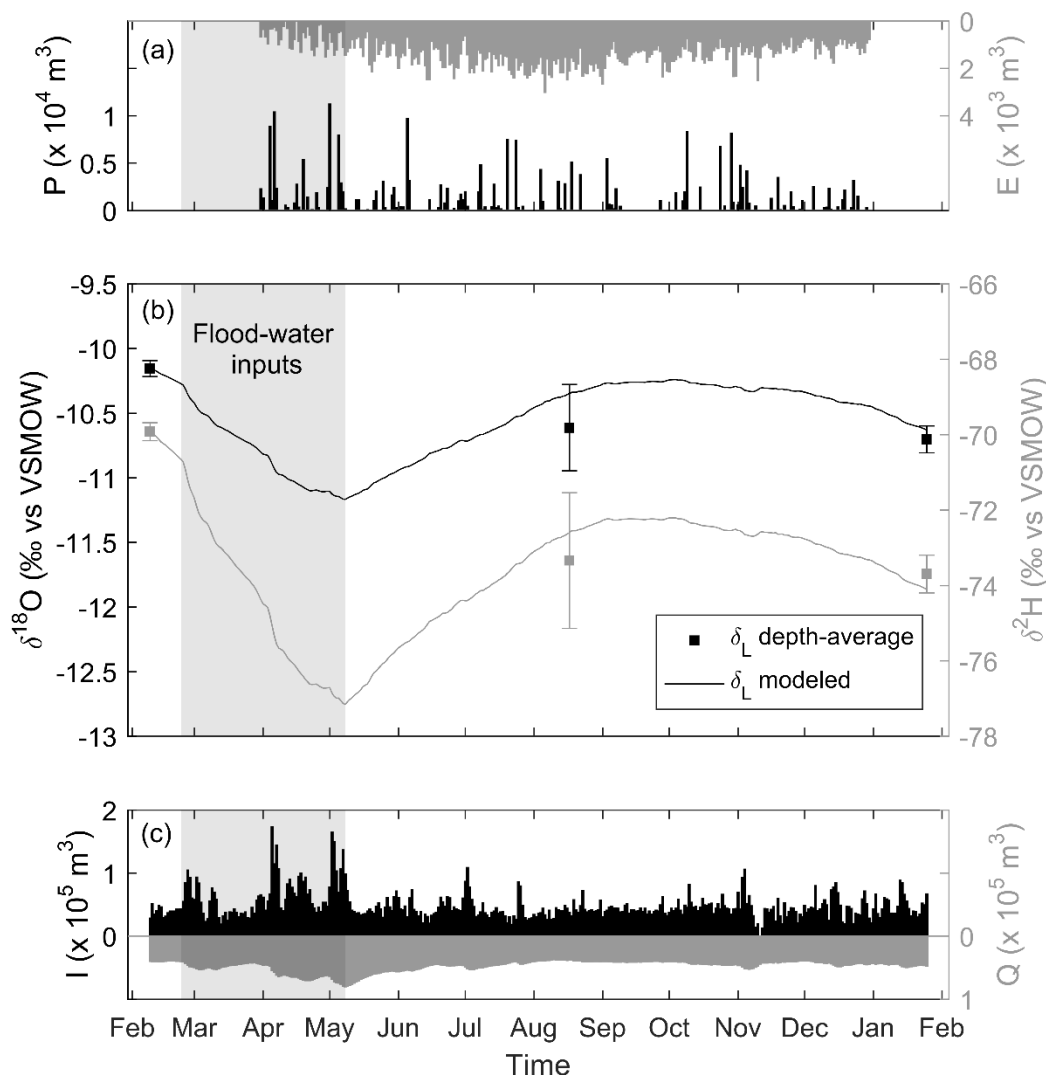 (a)
P (x 10⁴ m³)
1
0.5
0
E (x 10³ m³)
0
2
4
(b)
Flood-water
inputs
δ¹⁸O (‰ vs VSMOW)
-9.5
-10
-10.5
-11
-11.5
-12
-12.5
-13
δ²H (‰ vs VSMOW)
-66
-68
-70
-72
-74
-76
-78
δL depth-average
δL modeled
(c)
I (x 10⁵ m³)
2
1
0
Q (x 10⁵ m³)
0
1
Feb Mar Apr May Jun Jul Aug Sep Oct Nov Dec Jan Feb
Time